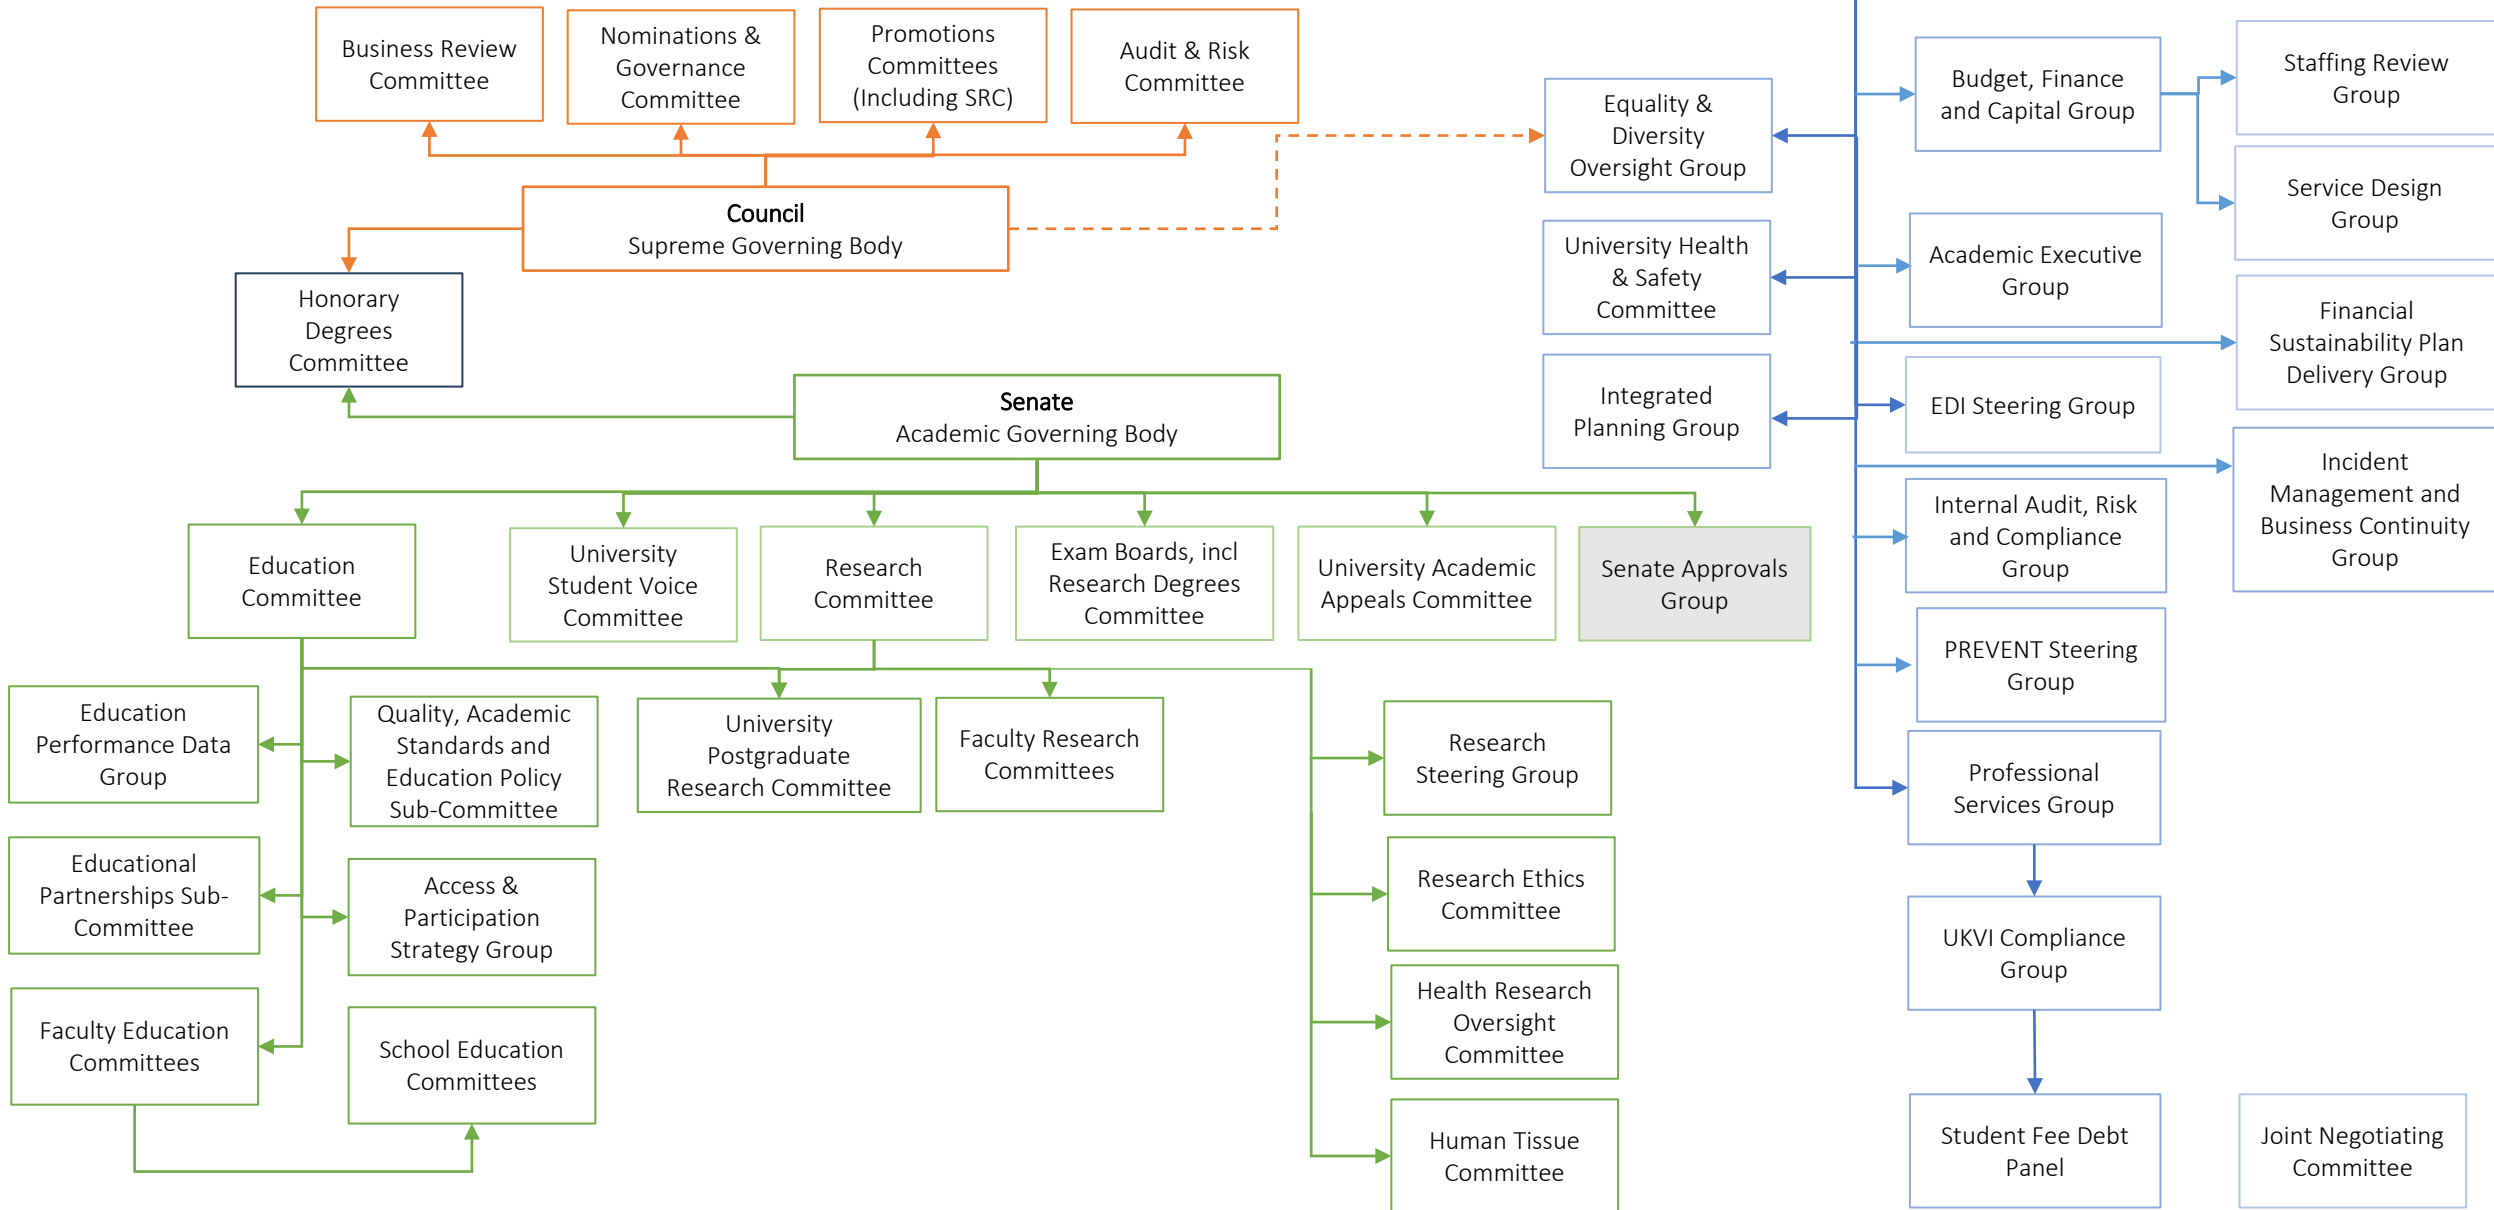 Business Review
Committee
Nominations &
Governance
Committee
Promotions
Committees
(Including SRC)
Audit & Risk
Committee
Equality &
Diversity
Oversight Group
Budget, Finance
and Capital Group
Staffing Review
Group
Service Design
Group
Council
Supreme Governing Body
University Health
& Safety
Committee
Academic Executive
Group
Honorary
Degrees
Committee
Financial
Sustainability Plan
Delivery Group
Senate
Academic Governing Body
Integrated
Planning Group
EDI Steering Group
Incident
Management and
Business Continuity
Group
Education
Committee
University
Student Voice
Committee
Research
Committee
Exam Boards, incl
Research Degrees
Committee
University Academic
Appeals Committee
Senate Approvals
Group
Internal Audit, Risk
and Compliance
Group
PREVENT Steering
Group
Education
Performance Data
Group
Quality, Academic
Standards and
Education Policy
Sub-Committee
University
Postgraduate
Research Committee
Faculty Research
Committees
Research
Steering Group
Professional
Services Group
Educational
Partnerships Sub-
Committee
Access &
Participation
Strategy Group
Research Ethics
Committee
UKVI Compliance
Group
Faculty Education
Committees
School Education
Committees
Health Research
Oversight
Committee
Human Tissue
Committee
Student Fee Debt
Panel
Joint Negotiating
Committee